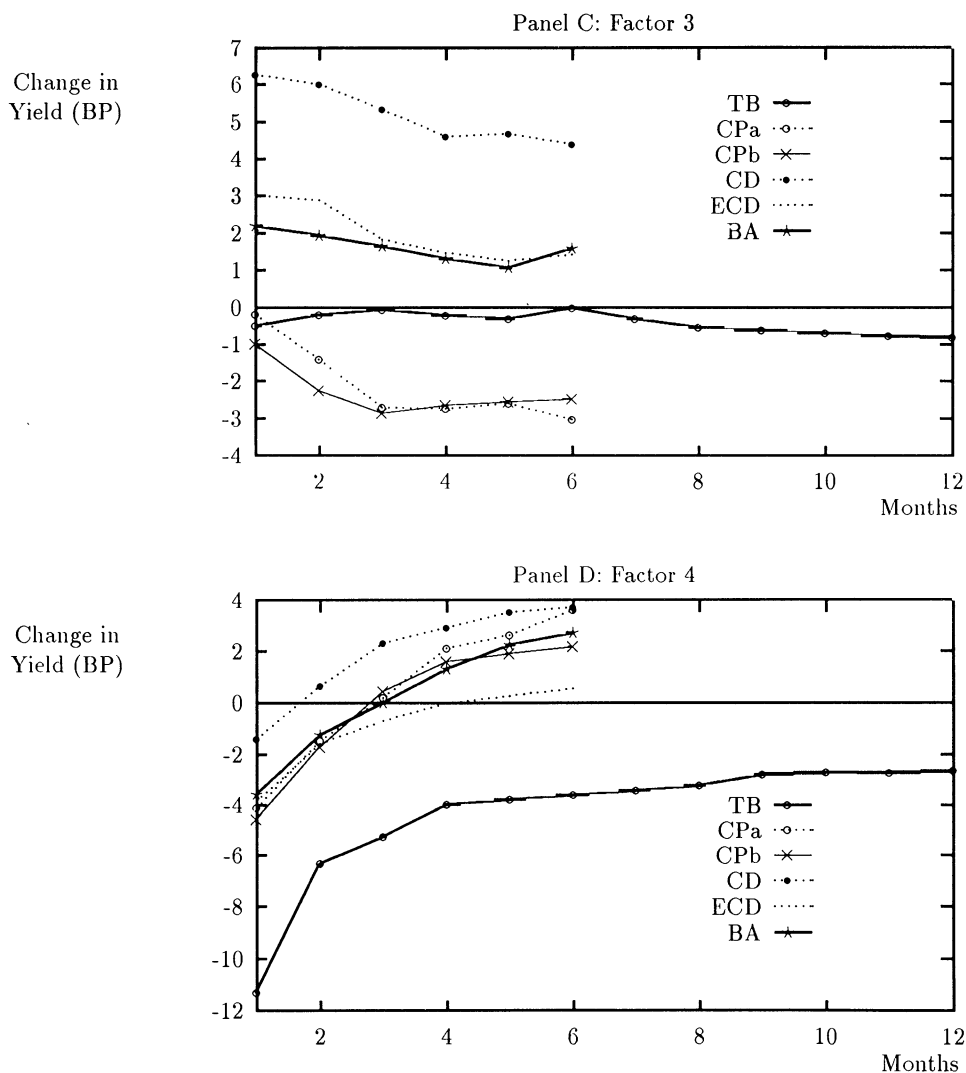 Panel C: Factor 3
Change in
Yield (BP)
7
6
5
4
3
2
1
0
-1
-2
-3
-4
TB
CPa
CPb
CD
ECD
BA
2 4 6 8 10 12
Months
Panel D: Factor 4
Change in
Yield (BP)
4
2
0
-2
-4
-6
-8
-10
-12
TB
CPa
CPb
CD
ECD
BA
2 4 6 8 10 12
Months